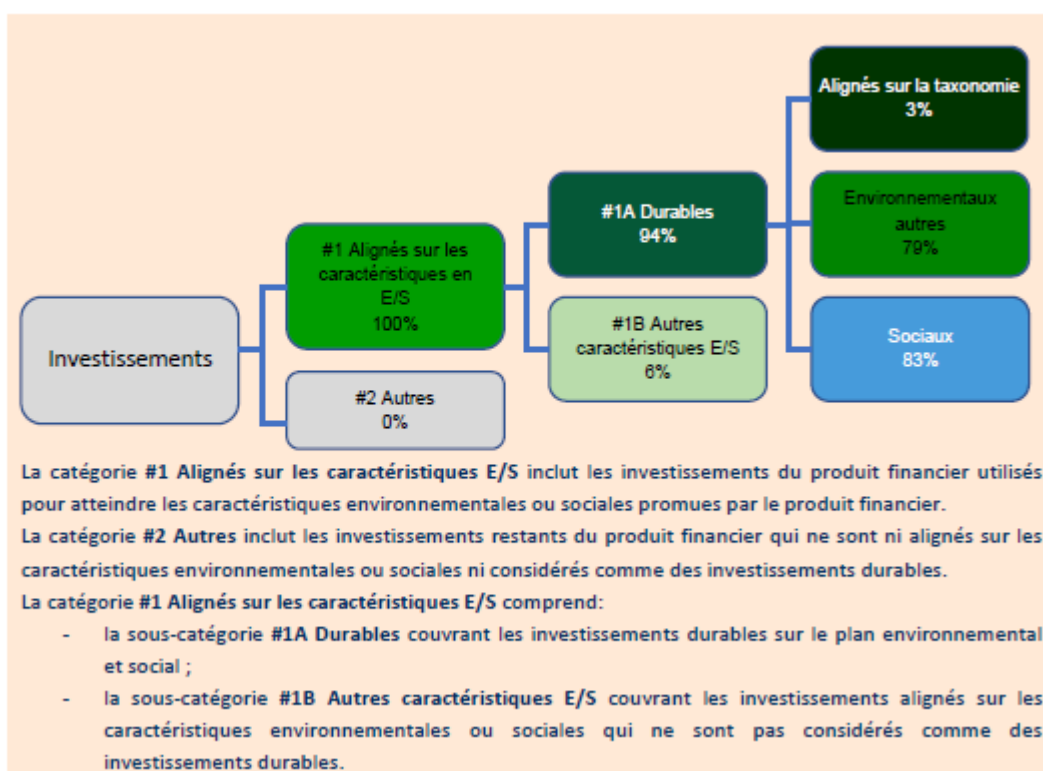 Alignés sur la taxonomie
3%
#1A Durables
94%
Environnementaux
autres
79%
#1 Alignés sur les
caractéristiques en
E/S
100%
#1B Autres
caractéristiques E/S
6%
Sociaux
83%
Investissements
#2 Autres
0%
La catégorie #1 Alignés sur les caractéristiques E/S inclut les investissements du produit financier utilisés
pour atteindre les caractéristiques environnementales ou sociales promues par le produit financier.
La catégorie #2 Autres inclut les investissements restants du produit financier qui ne sont ni alignés sur les
caractéristiques environnementales ou sociales ni considérés comme des investissements durables.
La catégorie #1 Alignés sur les caractéristiques E/S comprend:
- la sous-catégorie #1A Durables couvrant les investissements durables sur le plan environnemental
et social ;
- la sous-catégorie #1B Autres caractéristiques E/S couvrant les investissements alignés sur les
caractéristiques environnementales ou sociales qui ne sont pas considérés comme des
investissements durables.